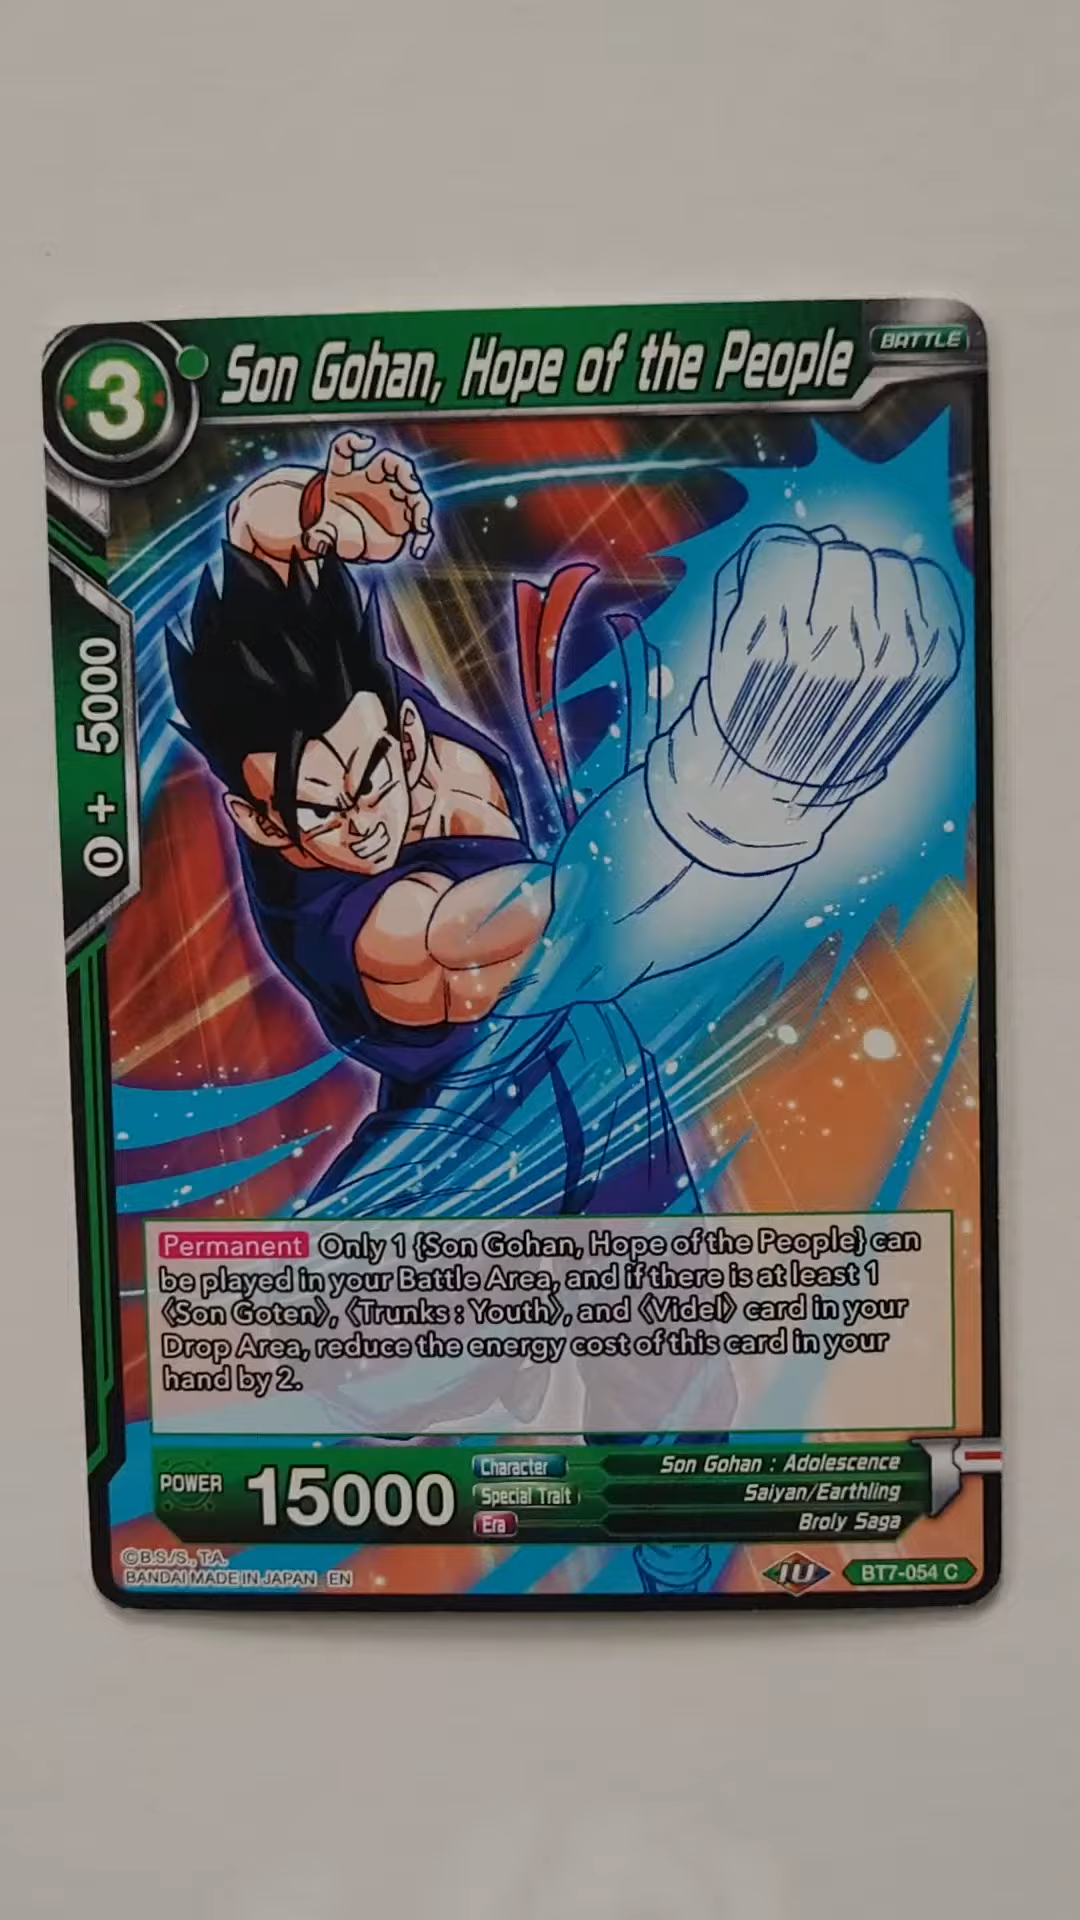 3
Son Gohan, Hope of the People
BATTLE
0 + 5000
Permanent Only 1 {Son Gohan, Hope of the People} can
be played in your Battle Area, and if there is at least 1
《Son Goten》, 《Trunks : Youth》, and 《Videl》 card in your
Drop Area, reduce the energy cost of this card in your
hand by 2.
POWER 15000
Character Son Gohan : Adolescence
Special Trait Saiyan/Earthling
Era Broly Saga
©B.S./S., T.A.
BANDAI MADE IN JAPAN EN
IU
BT7-054 C